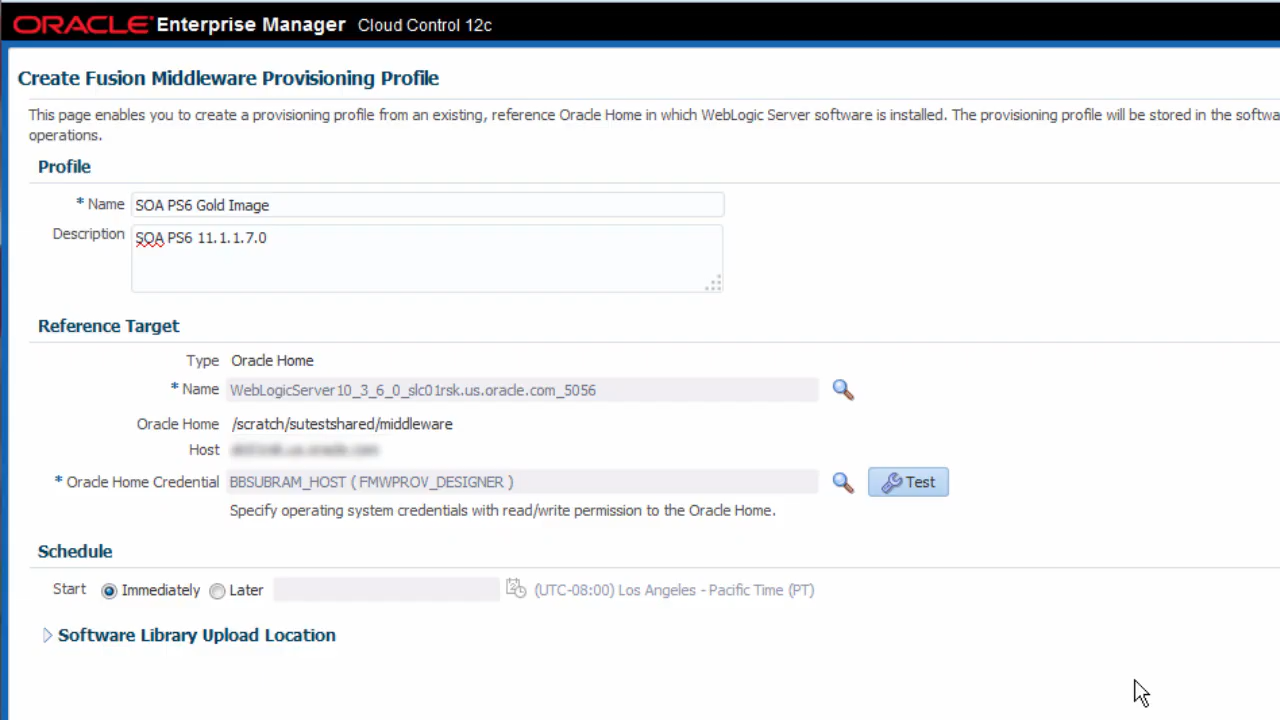 ORACLE Enterprise Manager Cloud Control 12c
Create Fusion Middleware Provisioning Profile
This page enables you to create a provisioning profile from an existing, reference Oracle Home in which WebLogic Server software is installed. The provisioning profile will be stored in the
operations.
Profile
* Name SOA PS6 Gold Image
Description SOA PS6 11.1.1.7.0
Reference Target
Type Oracle Home
* Name WebLogicServer10_3_6_0_slc01rsk.us.oracle.com_5056
Oracle Home /scratch/sutestshared/middleware
Host
* Oracle Home Credential BBSUBRAM_HOST ( FMWPROV_DESIGNER ) Test
Specify operating system credentials with read/write permission to the Oracle Home.
Schedule
Start Immediately Later (UTC-08:00) Los Angeles - Pacific Time (PT)
Software Library Upload Location